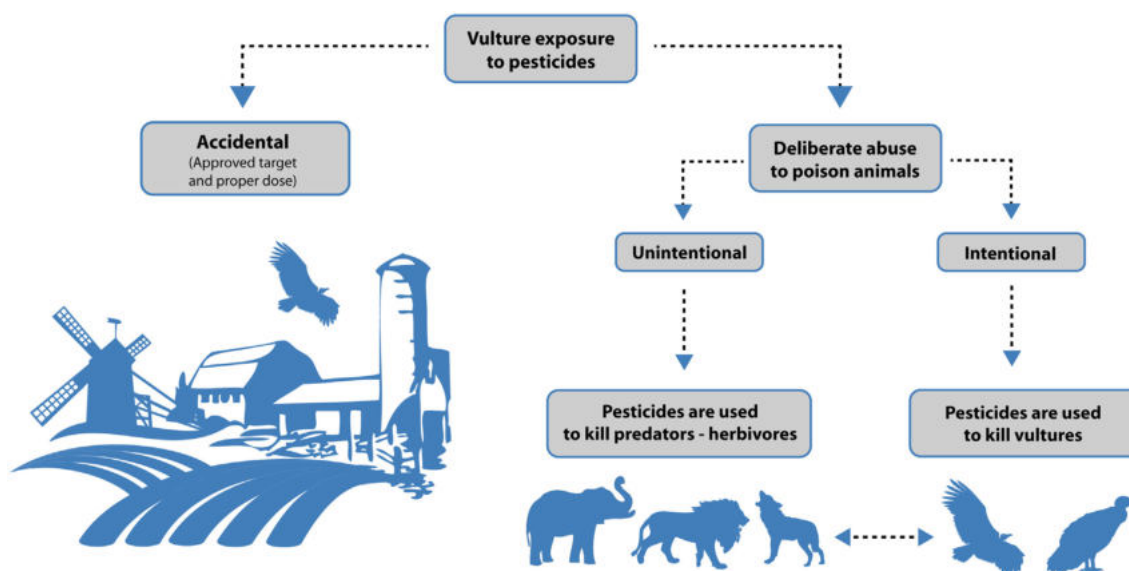 Vulture exposure
to pesticides
Accidental
(Approved target
and proper dose)
Deliberate abuse
to poison animals
Unintentional
Intentional
Pesticides are used
to kill predators - herbivores
Pesticides are used
to kill vultures